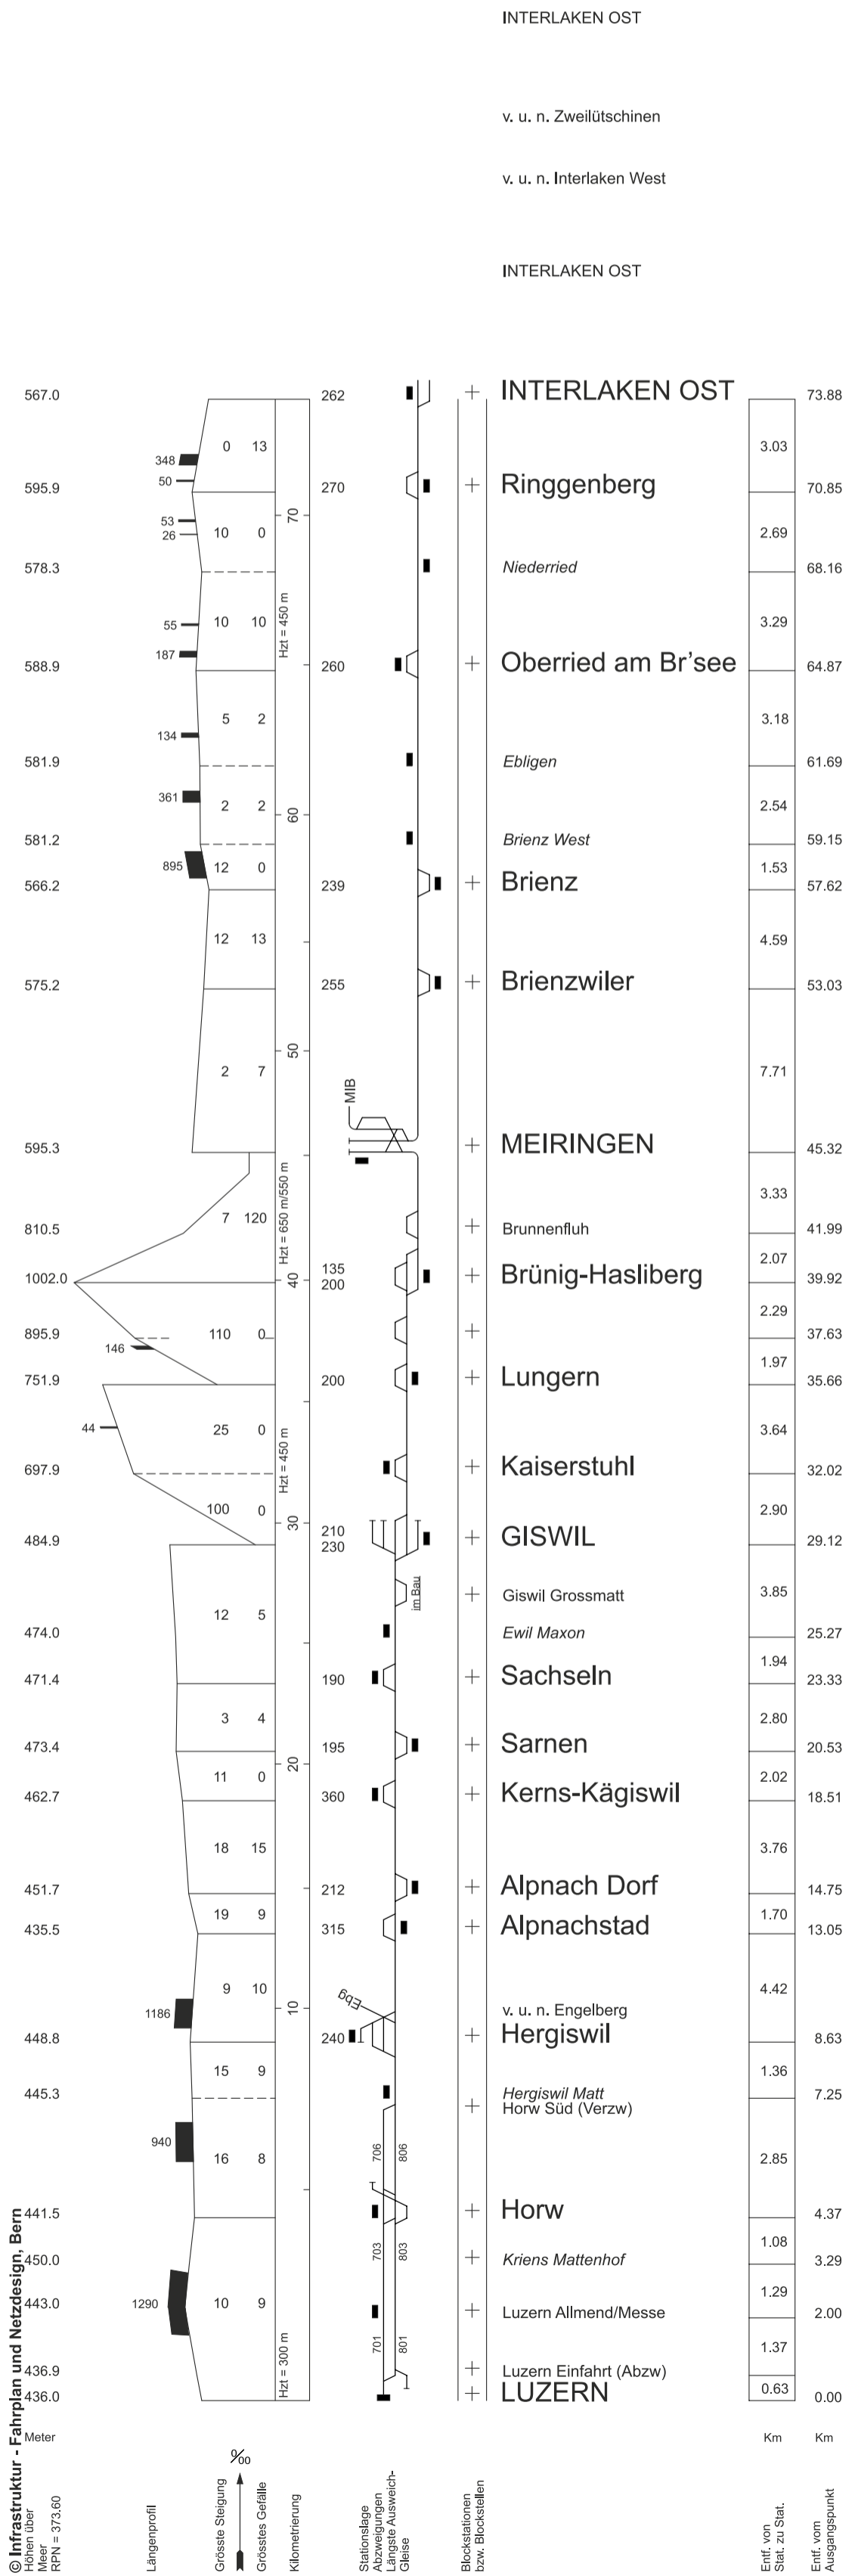 INTERLAKEN OST
v. u. n. Zweilütschinen
v. u. n. Interlaken West
INTERLAKEN OST
567.0 262 INTERLAKEN OST 73.88
0 13 3.03
348
50
595.9 270 Ringgenberg 70.85
70
53
26 10 0 2.69
578.3 Niederried 68.16
Hzt = 450 m
55 10 10 3.29
187
588.9 260 Oberried am Br'see 64.87
5 2 3.18
134
581.9 Ebligen 61.69
361 2 2 60 2.54
581.2 Brienz West 59.15
895 12 0 1.53
566.2 239 Brienz 57.62
12 13 4.59
575.2 255 Brienzwiler 53.03
50
2 7 7.71
MIB
595.3 MEIRINGEN 45.32
Hzt = 650 m/550 m
7 120 3.33
810.5 Brunnenfluh 41.99
2.07
1002.0 40 135 Brünig-Hasliberg 39.92
200
2.29
895.9 110 0 37.63
146 1.97
751.9 200 Lungern 35.66
44 25 0 3.64
Hzt = 450 m
697.9 Kaiserstuhl 32.02
100 0 2.90
30
484.9 210 GISWIL 29.12
230
im Bau Giswil Grossmatt 3.85
12 5
474.0 Ewil Maxon 25.27
1.94
471.4 190 Sachseln 23.33
3 4 2.80
473.4 195 Sarnen 20.53
20
11 0 2.02
462.7 360 Kerns-Kägiswil 18.51
18 15 3.76
451.7 212 Alpnach Dorf 14.75
19 9 1.70
435.5 315 Alpnachstad 13.05
9 10 4.42
10 Ebg
1186 v. u. n. Engelberg
448.8 240 Hergiswil 8.63
15 9 1.36
445.3 Hergiswil Matt 7.25
Horw Süd (Verzw)
940 16 8 706 806 2.85
441.5 Horw 4.37
703 803 1.08
450.0 Kriens Mattenhof 3.29
1290 10 9 1.29
443.0 Luzern Allmend/Messe 2.00
701 801 1.37
Hzt = 300 m
436.9 Luzern Einfahrt (Abzw)
0.63
436.0 LUZERN 0.00
Meter Km Km
‰
© Infrastruktur - Fahrplan und Netzdesign, Bern
Höhen über
Meer
RPN = 373.60
Längenprofil
Grösste Steigung
Grösstes Gefälle
Kilometrierung
Stationslage
Abzweigungen
Längste Ausweich-
Gleise
Blockstationen
bzw. Blockstellen
Entf. von
Stat. zu Stat.
Entf. vom
Ausgangspunkt